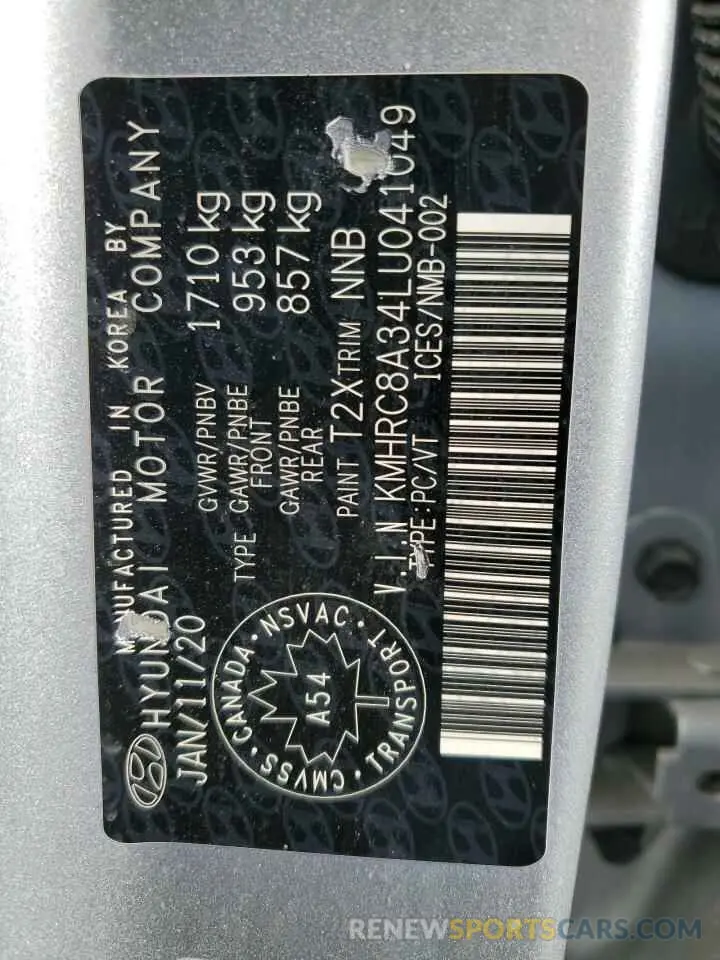 MANUFACTURED IN KOREA BY
HYUNDAI MOTOR COMPANY
JAN/11/20
GVWR/PNBV 1710 kg
TYPE GAWR/PNBE FRONT 953 kg
GAWR/PNBE REAR 857 kg
PAINT T2X TRIM NNB
V.I.N KMHRC8A34LU041049
TYPE:PC/VT ICES/NMB-002
CANADA · NSVAC · TRANSPORT · CMVSS ·
A54
RENEWSPORTSCARS.COM